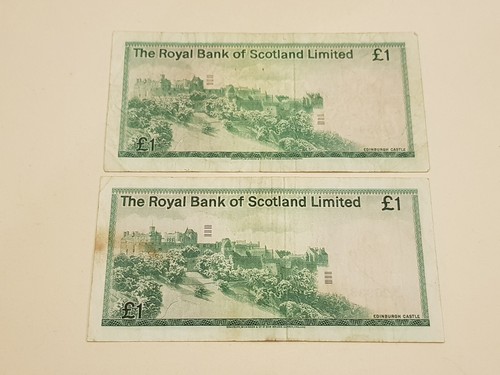 The Royal Bank of Scotland Limited £1
£1 EDINBURGH CASTLE
The Royal Bank of Scotland Limited £1
£1 EDINBURGH CASTLE